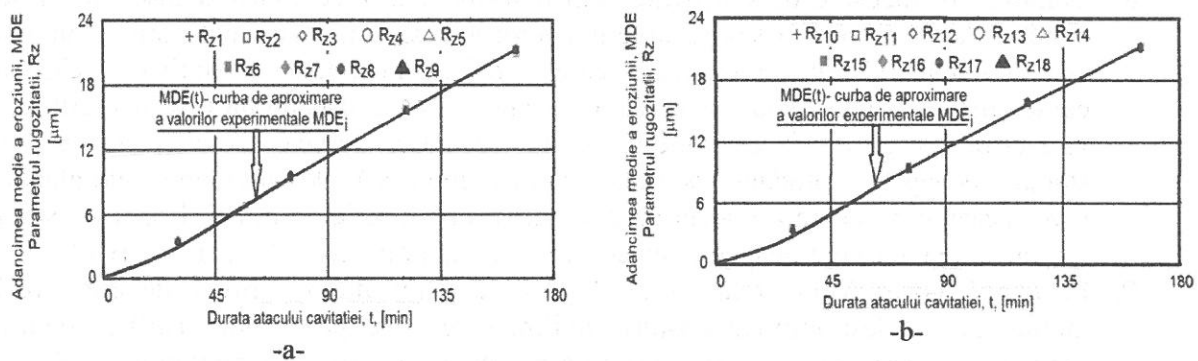 Adancimea medie a eroziunii, MDE
Parametrul rugozitatii, Rz
[μm]
24
18
12
6
0
+ Rz1 □ Rz2 ◇ Rz3 ○ Rz4 △ Rz5
■ Rz6 ◆ Rz7 ● Rz8 ▲ Rz9
MDE(t)- curba de aproximare
a valorilor experimentale MDEi
0 45 90 135 180
Durata atacului cavitatiei, t, [min]
-a-
Adancimea medie a eroziunii, MDE
Parametrul rugozitatii, Rz
[μm]
24
18
12
6
0
+ Rz10 □ Rz11 ◇ Rz12 ○ Rz13 △ Rz14
■ Rz15 ◆ Rz16 ● Rz17 ▲ Rz18
MDE(t)- curba de aproximare
a valorilor experimentale MDEi
0 45 90 135 180
Durata atacului cavitatiei, t, [min]
-b-